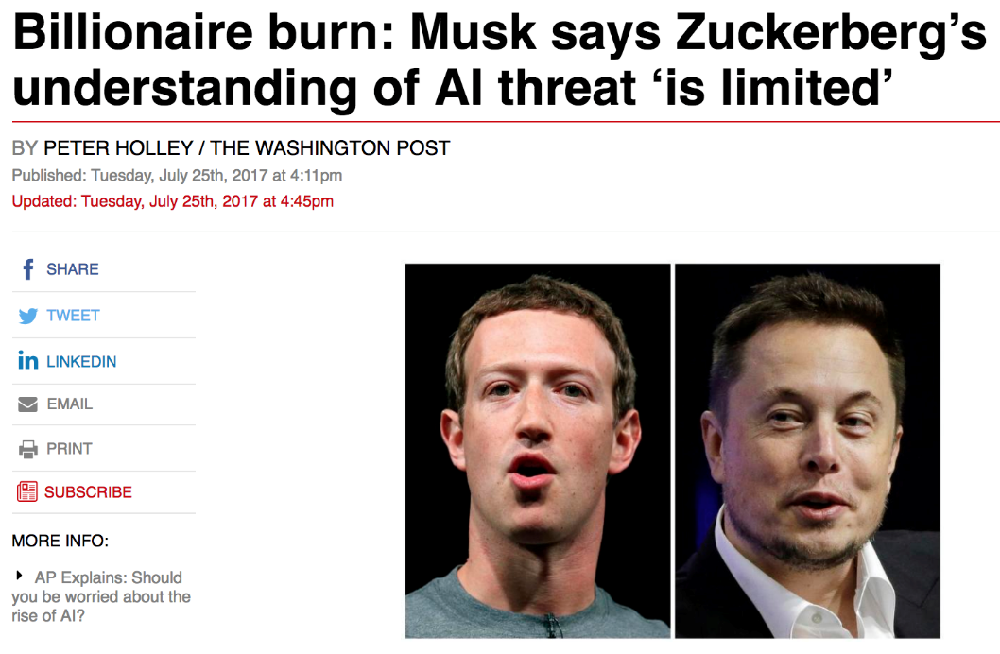 Billionaire burn: Musk says Zuckerberg’s
understanding of AI threat ‘is limited’
BY PETER HOLLEY / THE WASHINGTON POST
Published: Tuesday, July 25th, 2017 at 4:11pm
Updated: Tuesday, July 25th, 2017 at 4:45pm
SHARE
TWEET
LINKEDIN
EMAIL
PRINT
SUBSCRIBE
MORE INFO:
AP Explains: Should
you be worried about the
rise of AI?